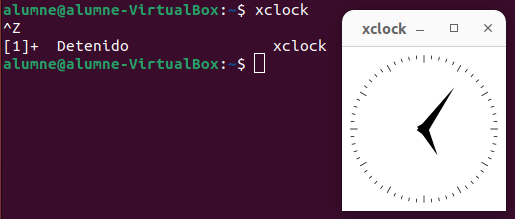 alumne@alumne-VirtualBox:~$ xclock
^Z
[1]+  Detenido                xclock
alumne@alumne-VirtualBox:~$
xclock